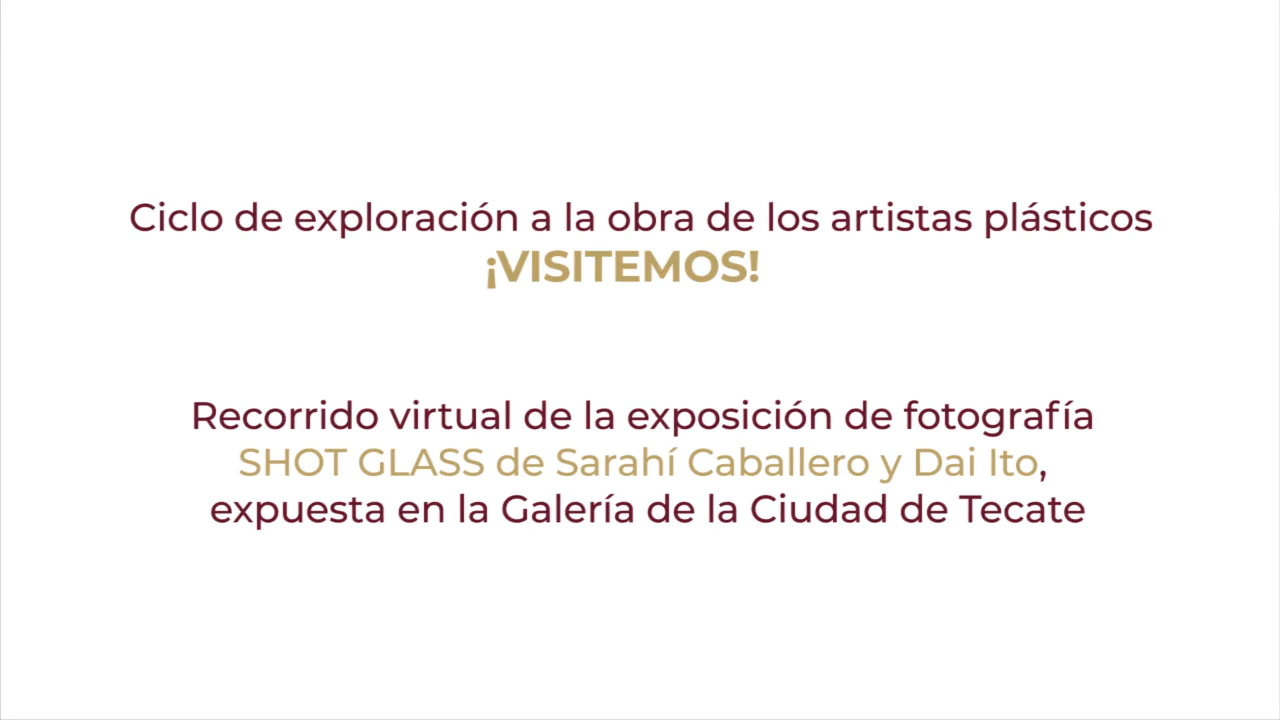 Ciclo de exploración a la obra de los artistas plásticos
¡VISITEMOS!
Recorrido virtual de la exposición de fotografía
SHOT GLASS de Sarahí Caballero y Dai Ito,
expuesta en la Galería de la Ciudad de Tecate